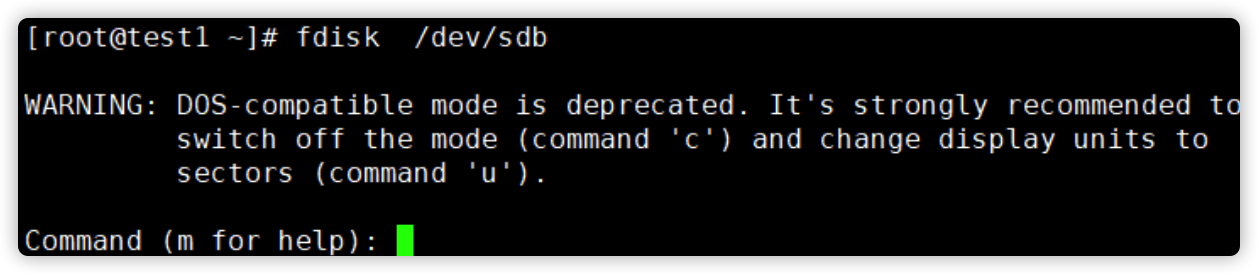 [root@test1 ~]# fdisk  /dev/sdb
WARNING: DOS-compatible mode is deprecated. It's strongly recommended to
switch off the mode (command 'c') and change display units to
sectors (command 'u').
Command (m for help):